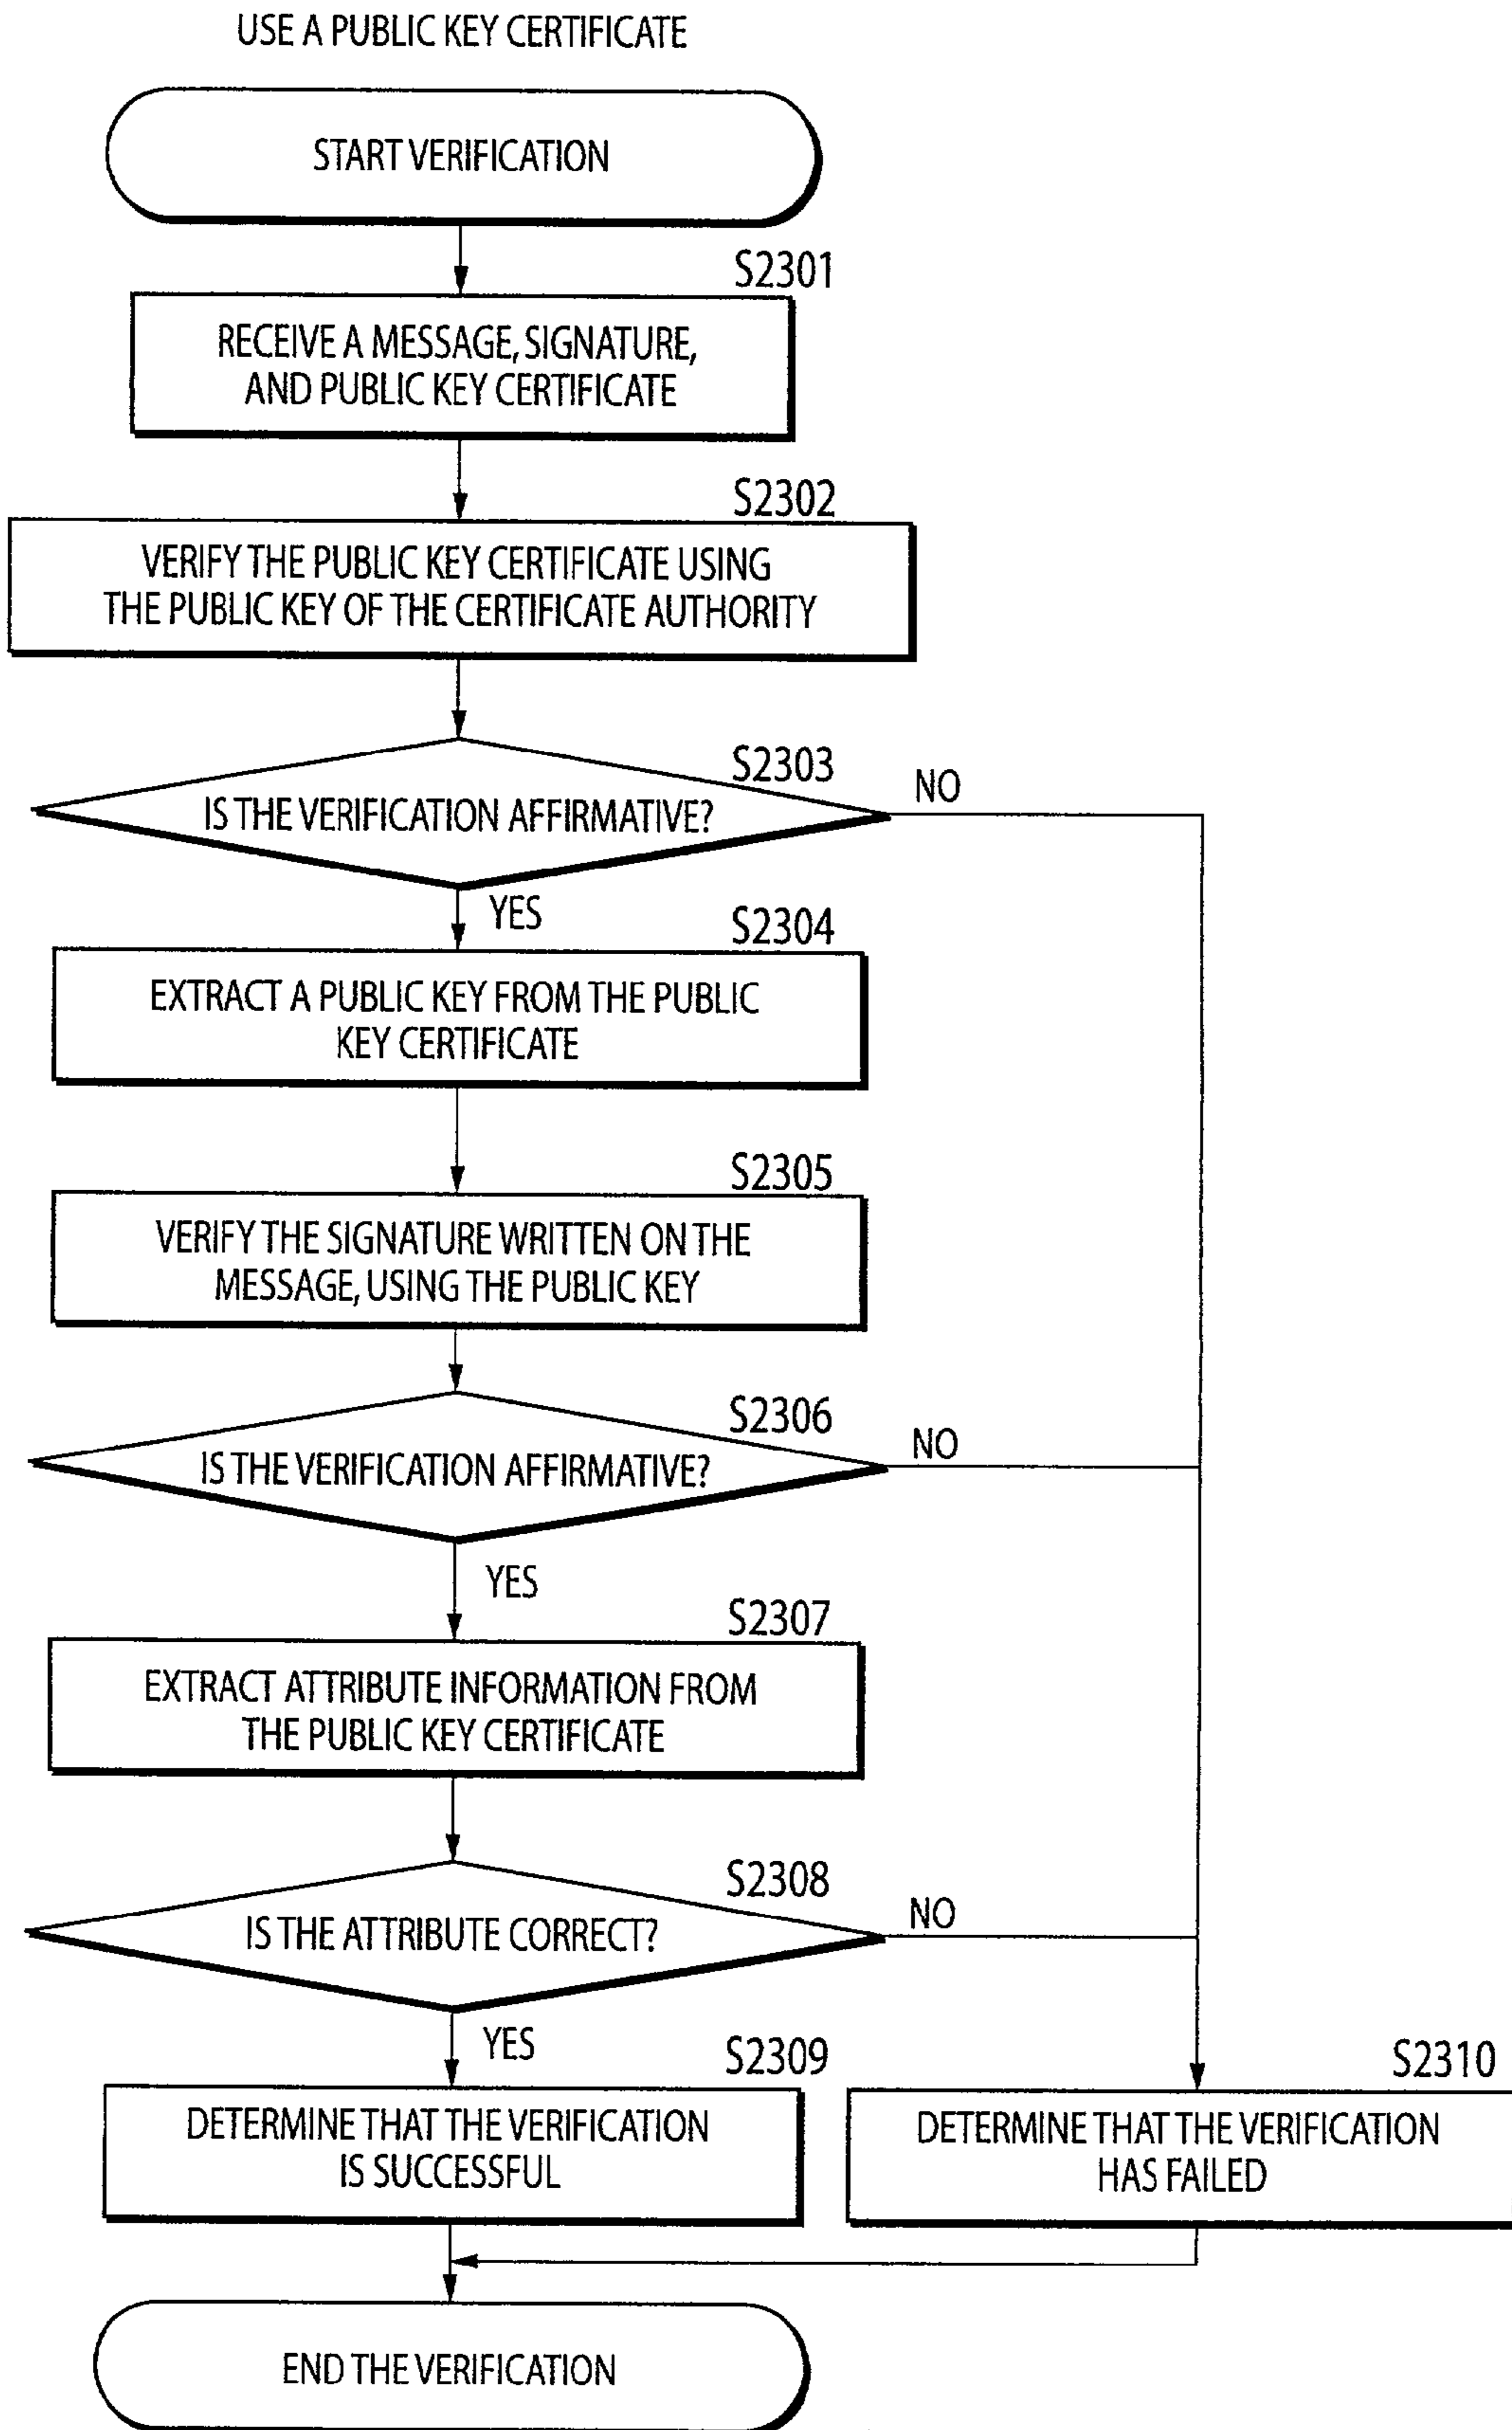 USE A PUBLIC KEY CERTIFICATE
START VERIFICATION
S2301
RECEIVE A MESSAGE, SIGNATURE,
AND PUBLIC KEY CERTIFICATE
S2302
VERIFY THE PUBLIC KEY CERTIFICATE USING
THE PUBLIC KEY OF THE CERTIFICATE AUTHORITY
S2303
IS THE VERIFICATION AFFIRMATIVE?
NO
YES
S2304
EXTRACT A PUBLIC KEY FROM THE PUBLIC
KEY CERTIFICATE
S2305
VERIFY THE SIGNATURE WRITTEN ON THE
MESSAGE, USING THE PUBLIC KEY
S2306
IS THE VERIFICATION AFFIRMATIVE?
NO
YES
S2307
EXTRACT ATTRIBUTE INFORMATION FROM
THE PUBLIC KEY CERTIFICATE
S2308
IS THE ATTRIBUTE CORRECT?
NO
YES
S2309
DETERMINE THAT THE VERIFICATION
IS SUCCESSFUL
S2310
DETERMINE THAT THE VERIFICATION
HAS FAILED
END THE VERIFICATION